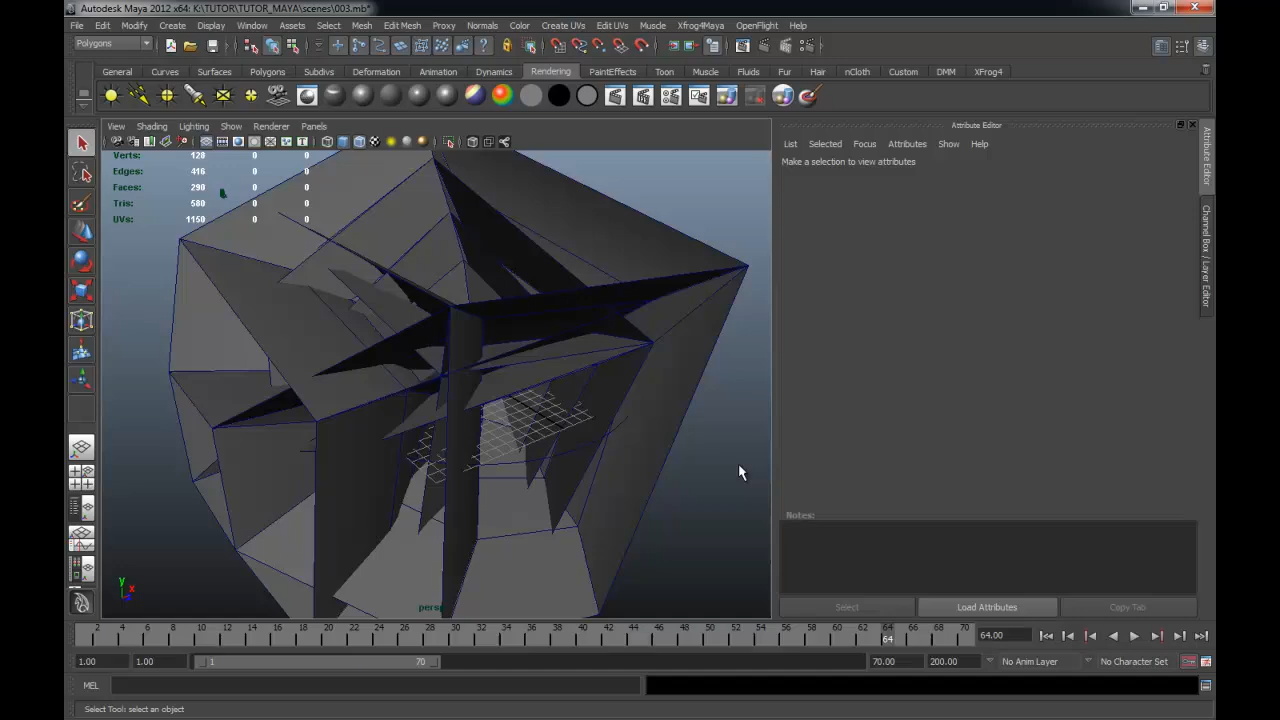 Autodesk Maya 2012 x64: K:\TUTOR\TUTOR_MAYA\scenes\003.mb*
File Edit Modify Create Display Window Assets Select Mesh Edit Mesh Proxy Normals Color Create UVs Edit UVs Muscle Xfrog4Maya OpenFlight Help
Polygons
General Curves Surfaces Polygons Subdivs Deformation Animation Dynamics Rendering PaintEffects Toon Muscle Fluids Fur Hair nCloth Custom DMM XFrog4
View Shading Lighting Show Renderer Panels
Attribute Editor
List Selected Focus Attributes Show Help
Make a selection to view attributes
Verts: 128 0 0
Edges: 416 0 0
Faces: 290 0 0
Tris: 580 0 0
UVs: 1150 0 0
Attribute Editor
Channel Box / Layer Editor
Notes:
y
x
persp
Select Load Attributes Copy Tab
2 4 6 8 10 12 14 16 18 20 22 24 26 28 30 32 34 36 38 40 42 44 46 48 50 52 54 56 58 60 62 64 66 68 70
64
64.00
1.00 1.00 1 70 70.00 200.00 No Anim Layer No Character Set
MEL
Select Tool: select an object